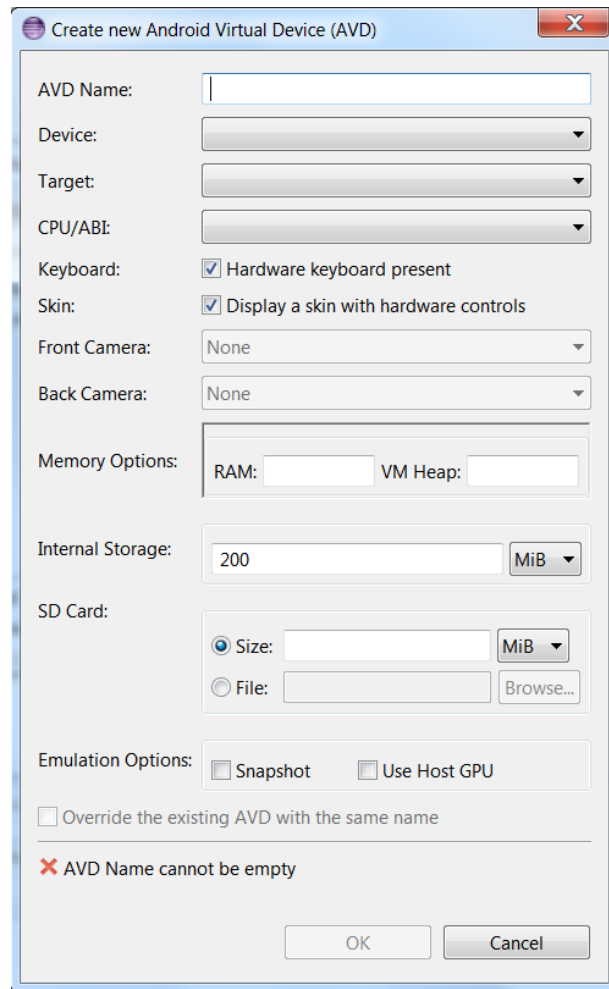 Create new Android Virtual Device (AVD)
AVD Name:
Device:
Target:
CPU/ABI:
Keyboard: Hardware keyboard present
Skin: Display a skin with hardware controls
Front Camera: None
Back Camera: None
Memory Options: RAM: VM Heap:
Internal Storage: 200 MiB
SD Card:
Size: MiB
File: Browse...
Emulation Options: Snapshot Use Host GPU
Override the existing AVD with the same name
AVD Name cannot be empty
OK Cancel